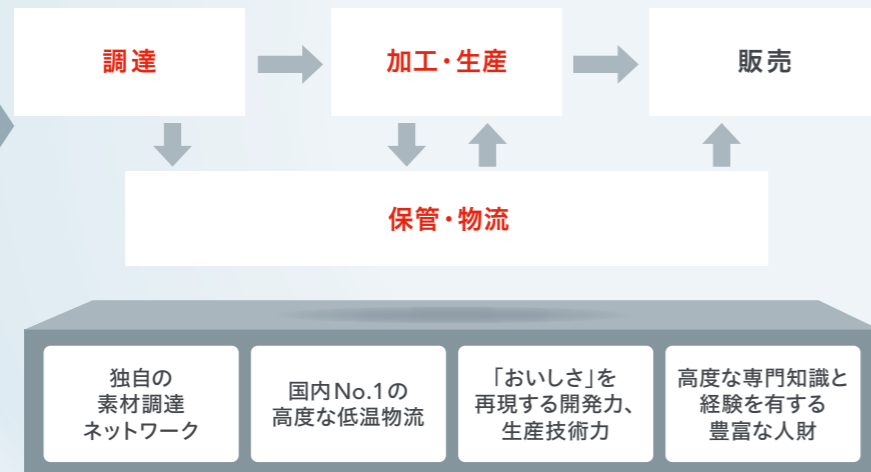 調達
加工・生産
販売
保管・物流
独自の
素材調達
ネットワーク
国内No.1の
高度な低温物流
「おいしさ」を
再現する開発力、
生産技術力
高度な専門知識と
経験を有する
豊富な人財